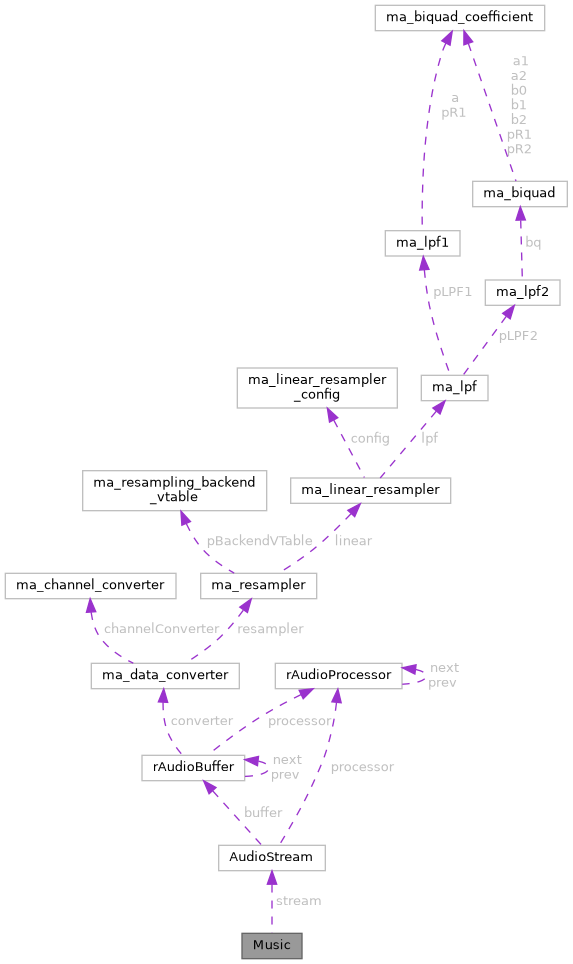 ma_biquad_coefficient
a1
a2
b0
b1
b2
pR1
pR2
a
pR1
ma_biquad
ma_lpf1
bq
ma_lpf2
pLPF1
pLPF2
ma_linear_resampler
_config
ma_lpf
config
lpf
ma_resampling_backend
_vtable
ma_linear_resampler
pBackendVTable
linear
ma_channel_converter
ma_resampler
channelConverter
resampler
ma_data_converter
rAudioProcessor
next
prev
converter
processor
rAudioBuffer
next
prev
processor
buffer
AudioStream
stream
Music